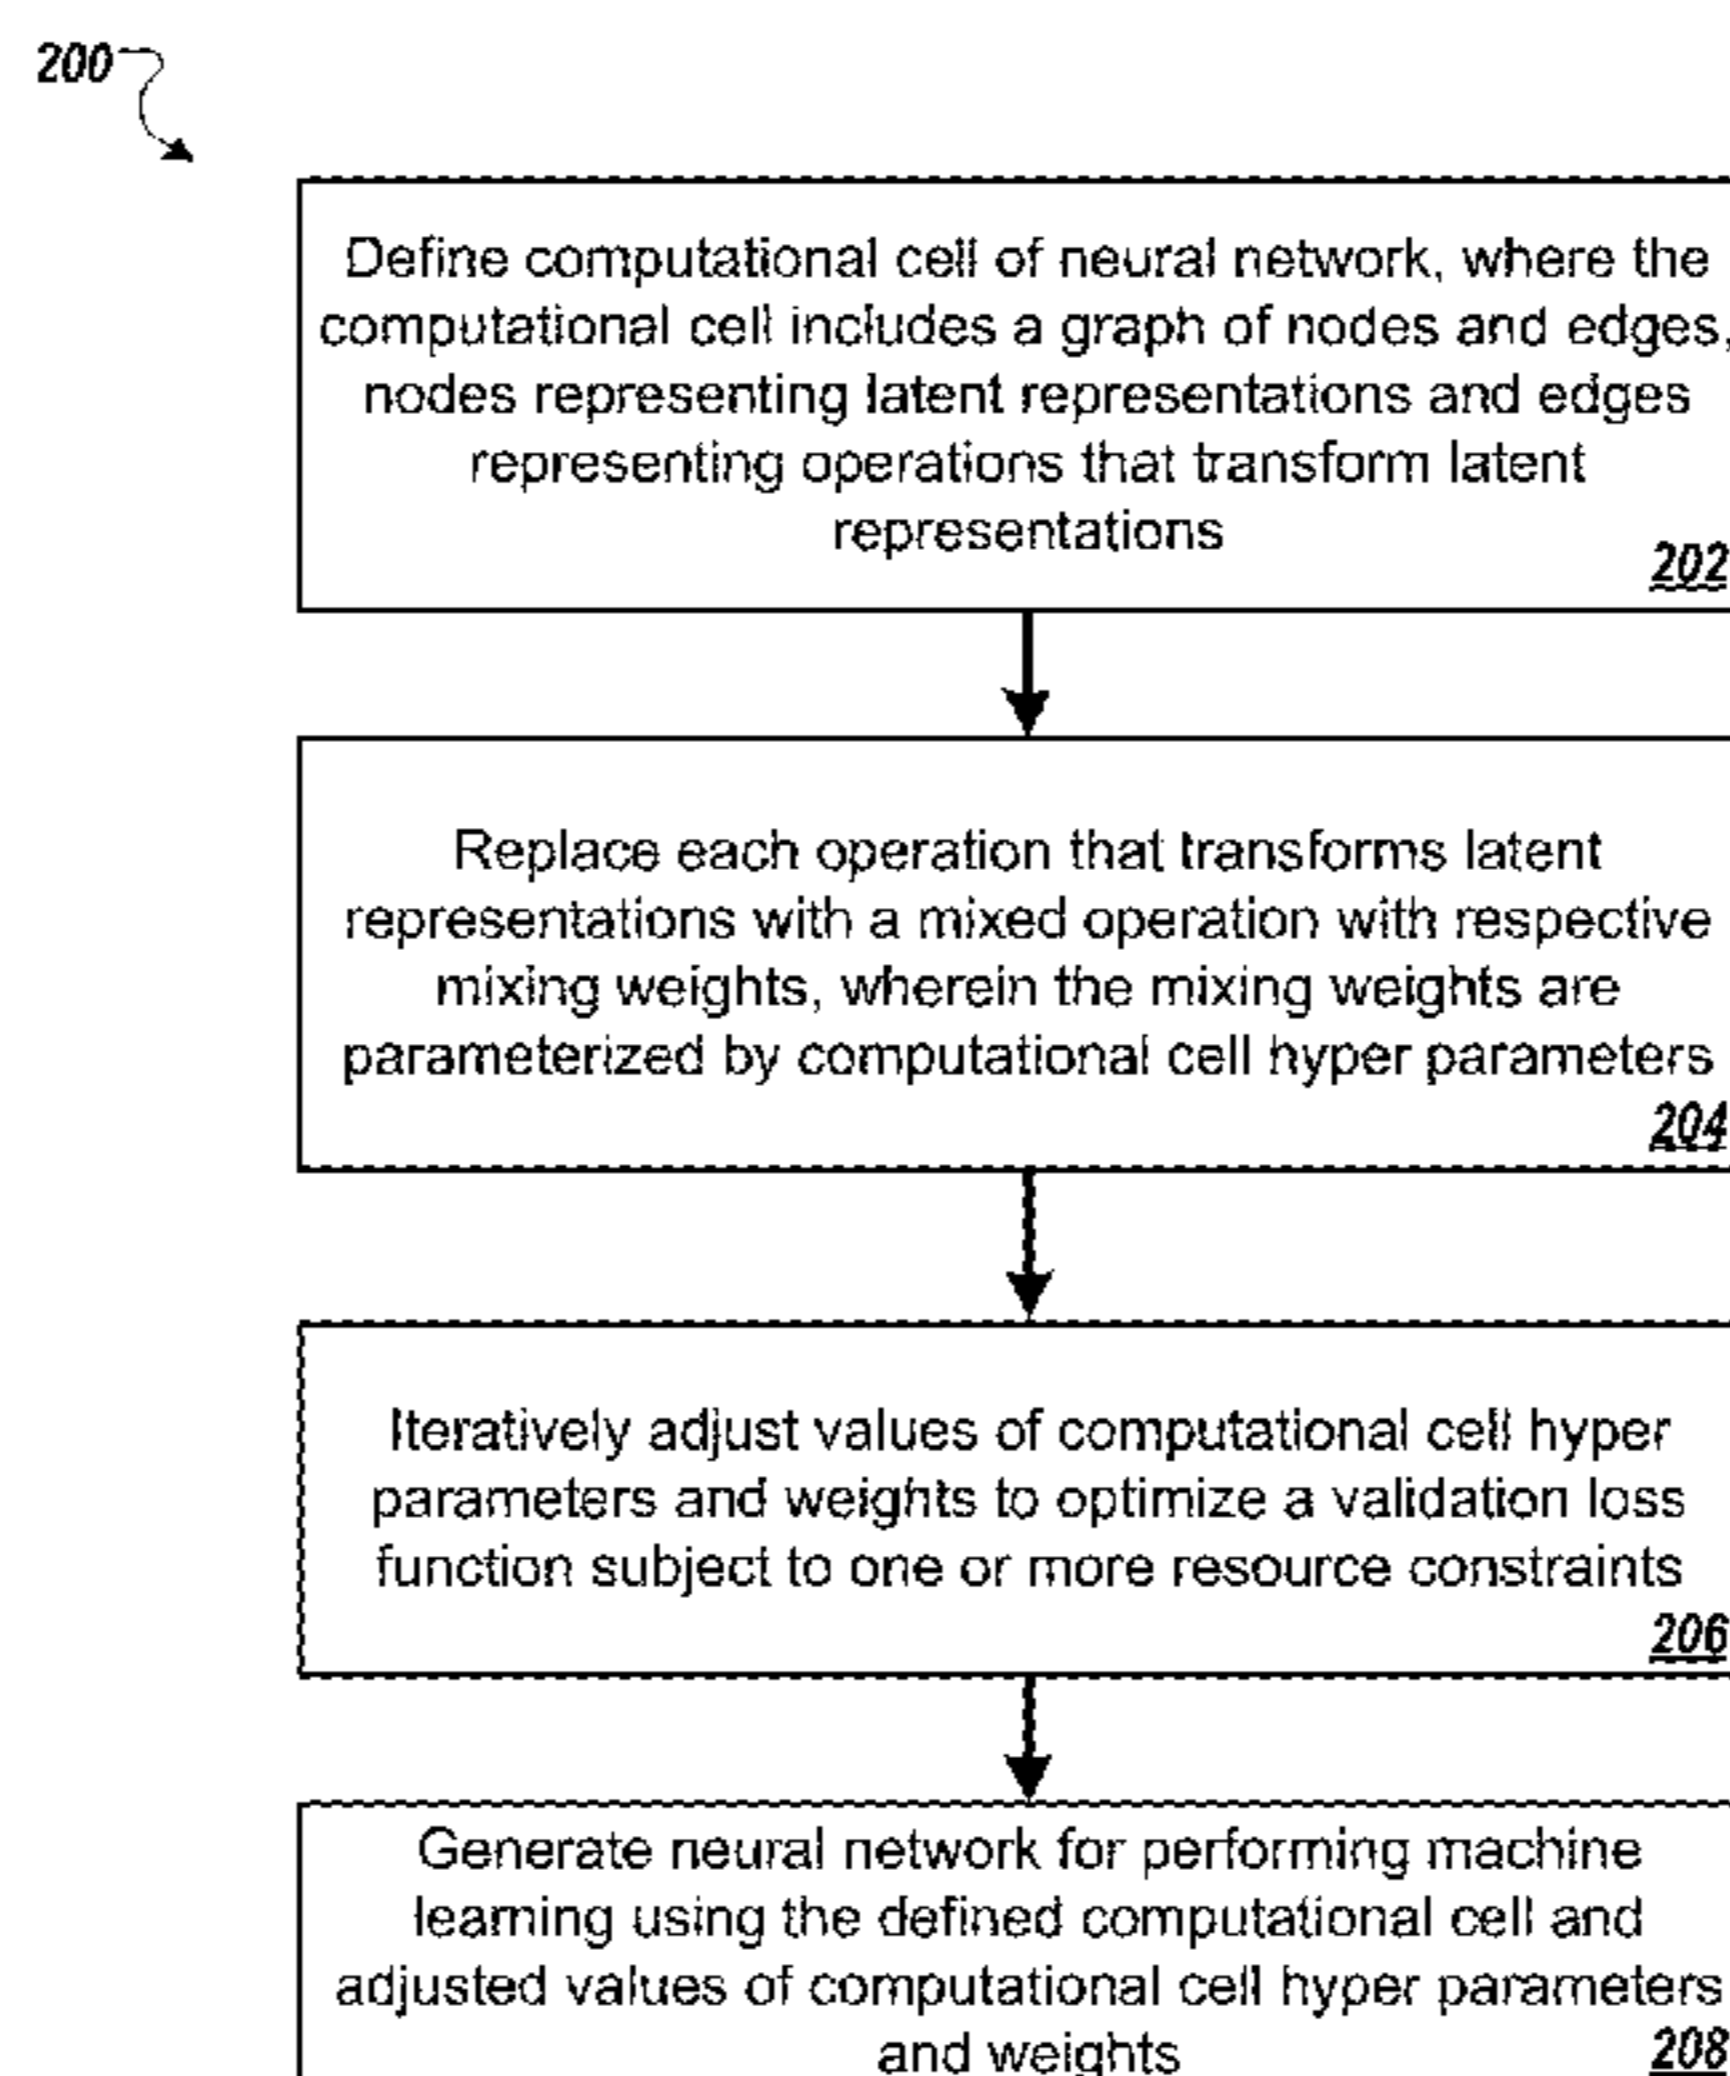 200
Define computational cell of neural network, where the
computational cell includes a graph of nodes and edges,
nodes representing latent representations and edges
representing operations that transform latent
representations
202
Replace each operation that transforms latent
representations with a mixed operation with respective
mixing weights, wherein the mixing weights are
parameterized by computational cell hyper parameters
204
Iteratively adjust values of computational cell hyper
parameters and weights to optimize a validation loss
function subject to one or more resource constraints
206
Generate neural network for performing machine
learning using the defined computational cell and
adjusted values of computational cell hyper parameters
and weights
208